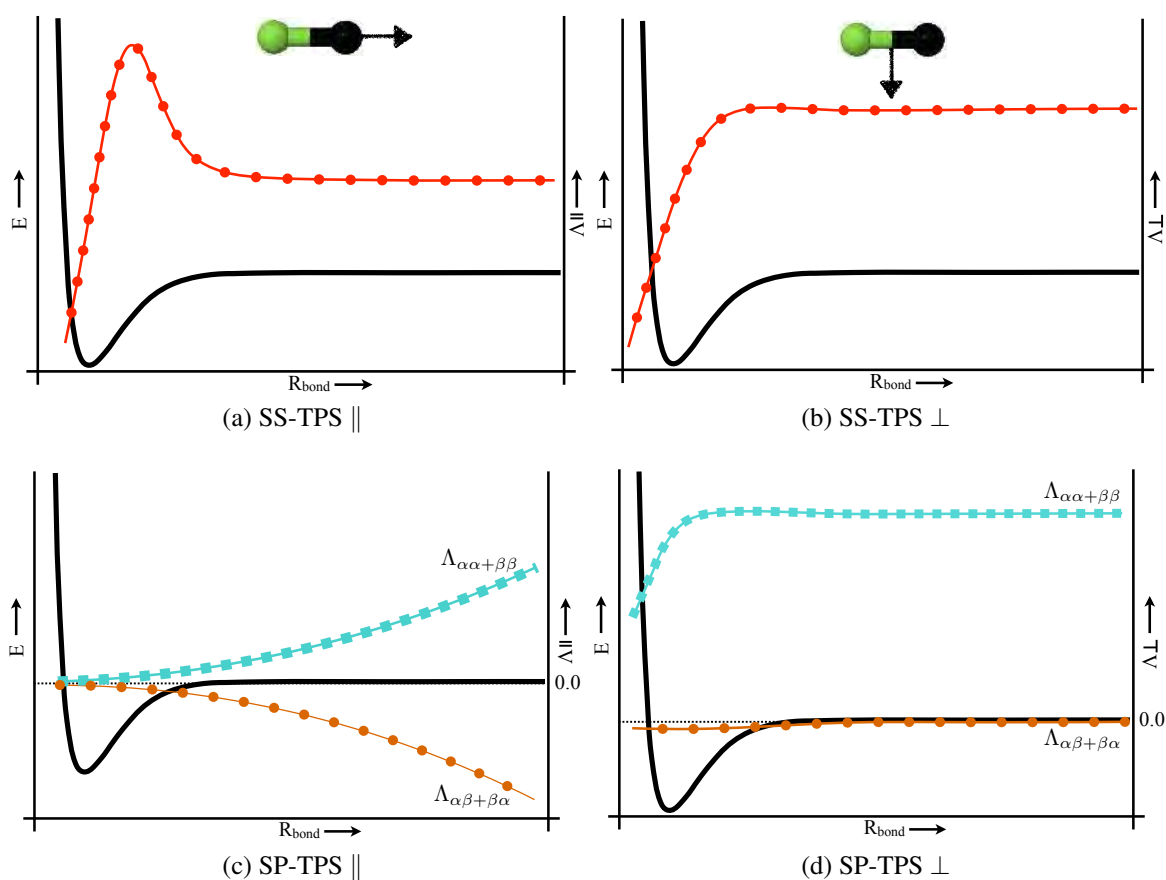 E
Λ∥
R_bond
(a) SS-TPS ∥
E
Λ⊥
R_bond
(b) SS-TPS ⊥
Λ_αα+ββ
E
Λ∥
0.0
Λ_αβ+βα
R_bond
(c) SP-TPS ∥
Λ_αα+ββ
E
Λ⊥
0.0
Λ_αβ+βα
R_bond
(d) SP-TPS ⊥